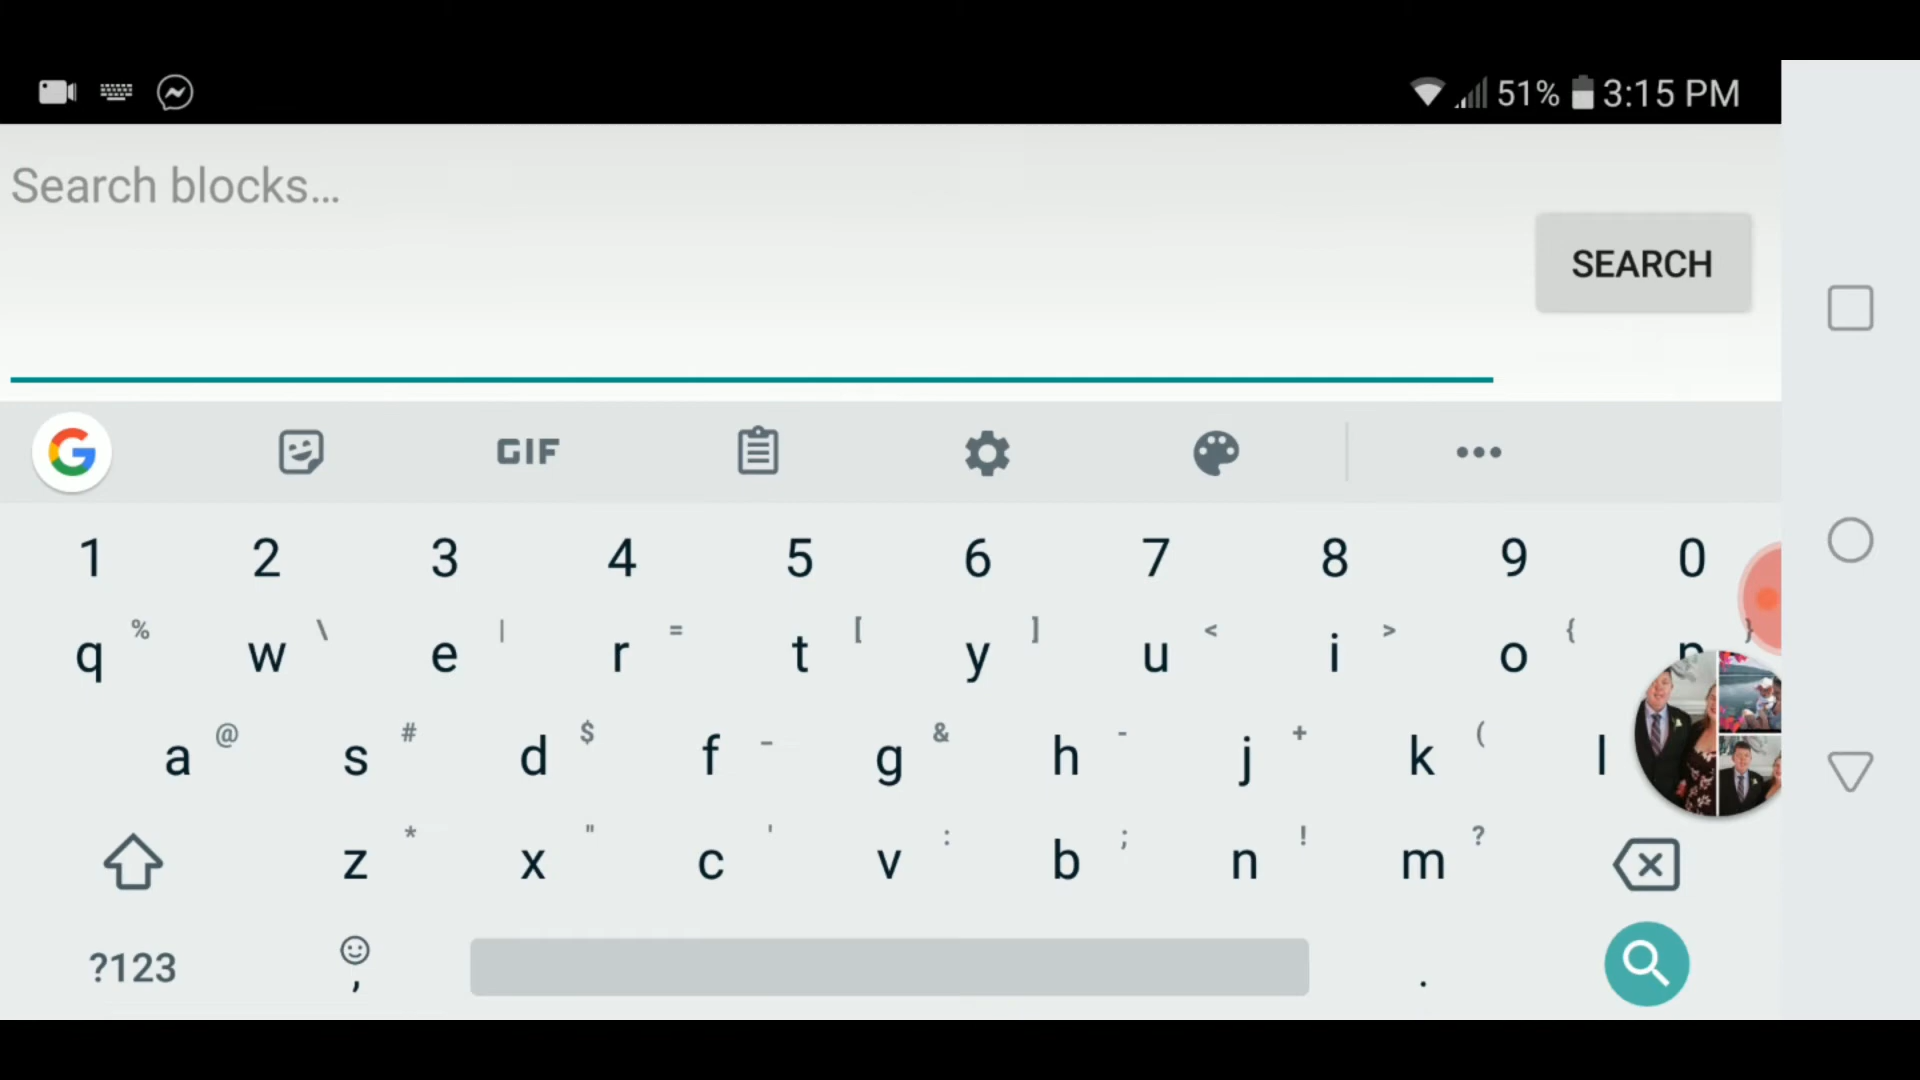 51% 3:15 PM
Search blocks...
SEARCH
G GIF
1 2 3 4 5 6 7 8 9 0
q % w \ e | r = t [ y ] u < i > o { p }
a @ s # d $ f _ g & h - j + k ( l
z * x " c ' v : b ; n ! m ?
?123 , .